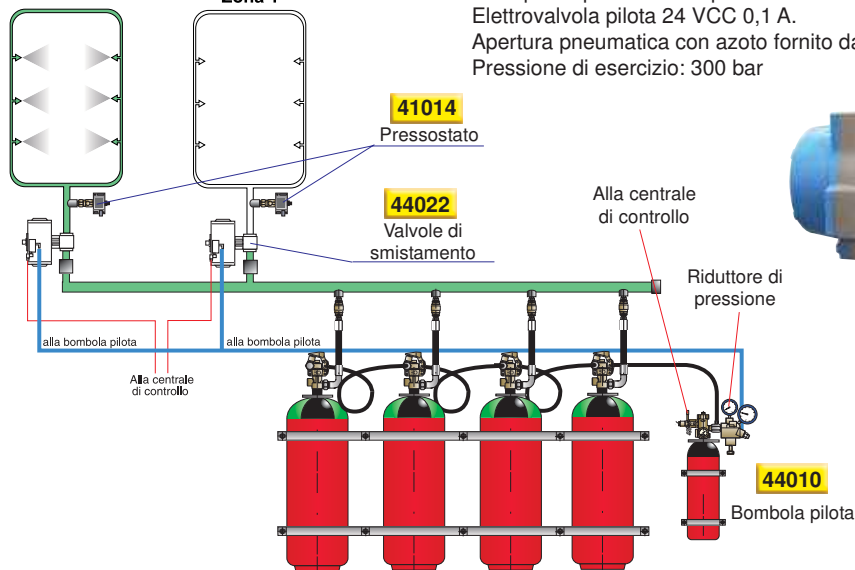 Elettrovalvola pilota 24 VCC 0,1 A.
Apertura pneumatica con azoto fornito da
Pressione di esercizio: 300 bar
41014
Pressostato
44022
Valvole di
smistamento
Alla centrale
di controllo
Riduttore di
pressione
alla bombola pilota
alla bombola pilota
Alla centrale
di controllo
44010
Bombola pilota